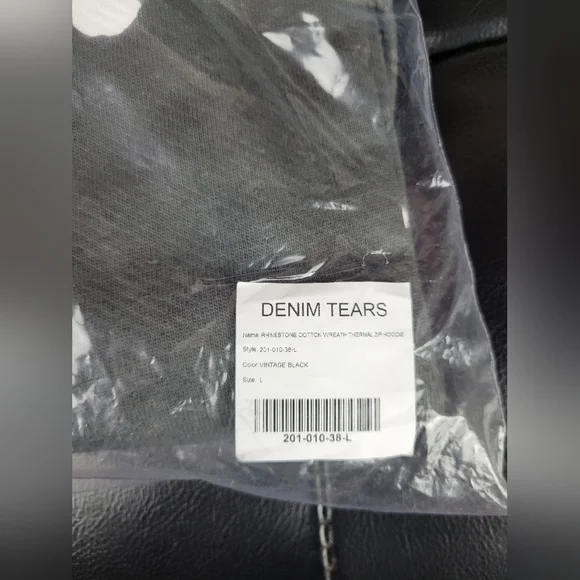 DENIM TEARS
Name: RHINESTONE COTTON WREATH THERMAL ZIP HOODIE
Style: 201-010-38-L
Color: VINTAGE BLACK
Size: L
201-010-38-L